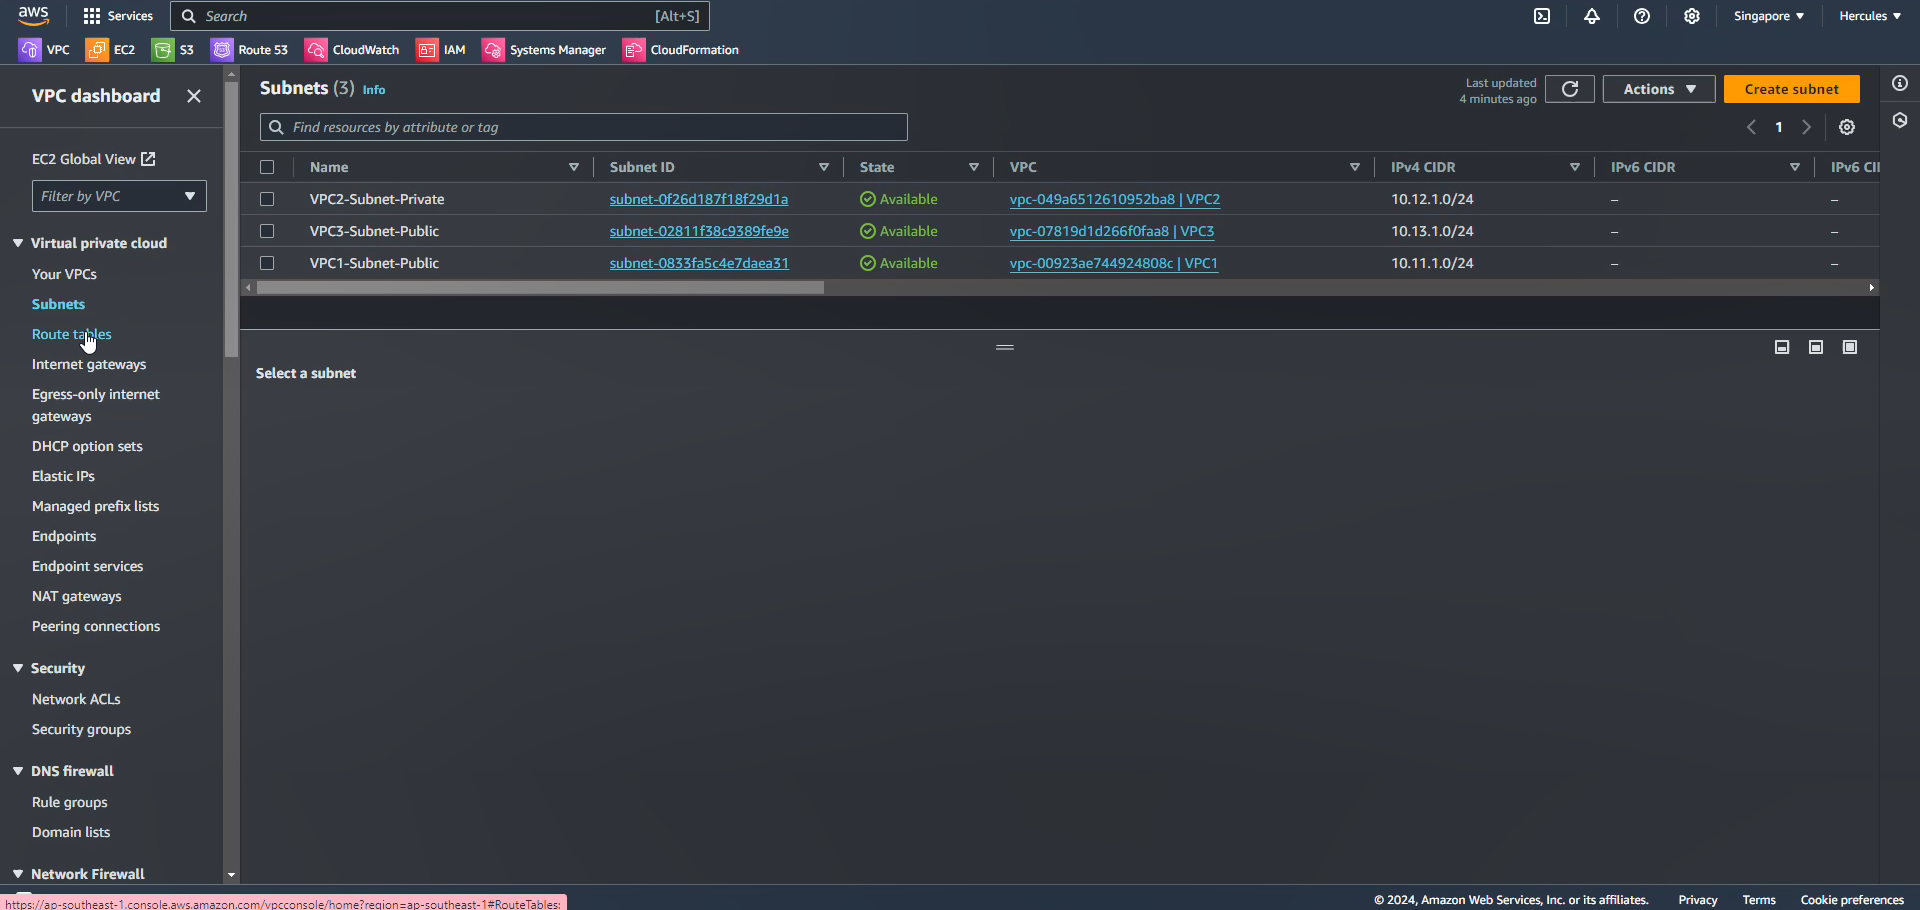 aws Services Search [Alt+S] Singapore Hercules
VPC EC2 S3 Route 53 CloudWatch IAM Systems Manager CloudFormation
VPC dashboard
EC2 Global View
Filter by VPC
Virtual private cloud
Your VPCs
Subnets
Route tables
Internet gateways
Egress-only internet
gateways
DHCP option sets
Elastic IPs
Managed prefix lists
Endpoints
Endpoint services
NAT gateways
Peering connections
Security
Network ACLs
Security groups
DNS firewall
Rule groups
Domain lists
Network Firewall
Subnets (3) Info
Last updated
4 minutes ago
Actions
Create subnet
Find resources by attribute or tag
1
Name Subnet ID State VPC IPv4 CIDR IPv6 CIDR IPv6 CI
VPC2-Subnet-Private subnet-0f26d187f18f29d1a Available vpc-049a6512610952ba8 | VPC2 10.12.1.0/24 – –
VPC3-Subnet-Public subnet-02811f38c9389fe9e Available vpc-07819d1d266f0faa8 | VPC3 10.13.1.0/24 – –
VPC1-Subnet-Public subnet-0833fa5c4e7daea31 Available vpc-00923ae744924808c | VPC1 10.11.1.0/24 – –
Select a subnet
https://ap-southeast-1.console.aws.amazon.com/vpcconsole/home?region=ap-southeast-1#RouteTables:
© 2024, Amazon Web Services, Inc. or its affiliates. Privacy Terms Cookie preferences